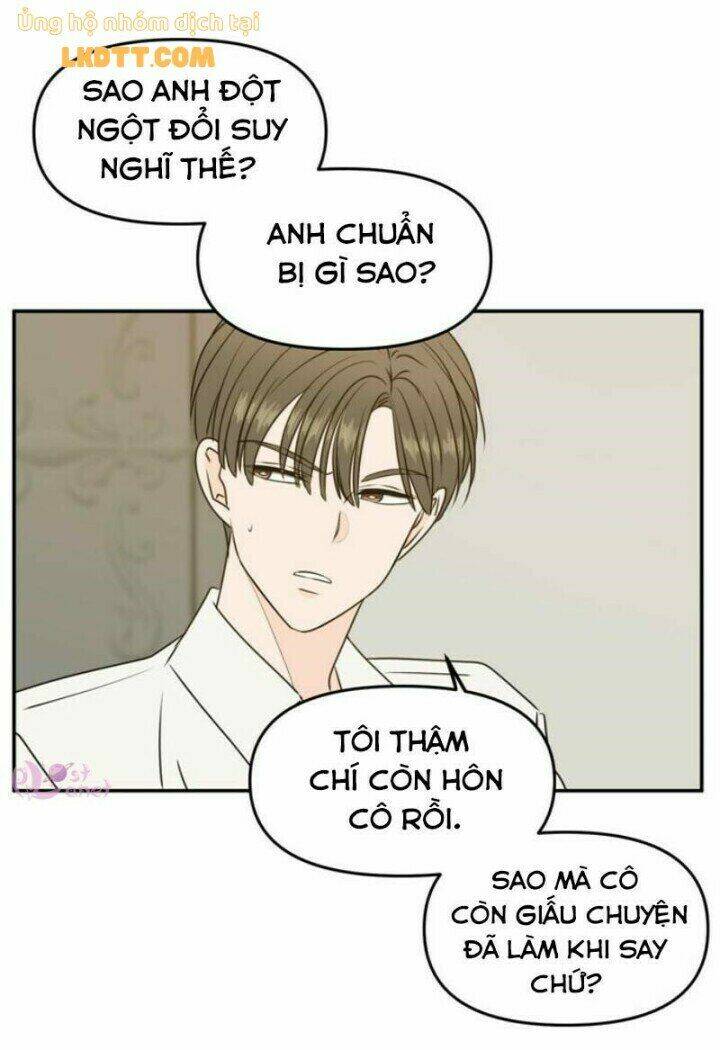 Ủng hộ nhóm dịch tại
LKDTT.COM
SAO ANH ĐỘT
NGỘT ĐỔI SUY
NGHĨ THẾ?
ANH CHUẨN
BỊ GÌ SAO?
TÔI THẬM
CHÍ CÒN HÔN
CÔ RỒI.
post
Planet
SAO MÀ CÔ
CÒN GIẤU CHUYỆN
ĐÃ LÀM KHI SAY
CHỨ?